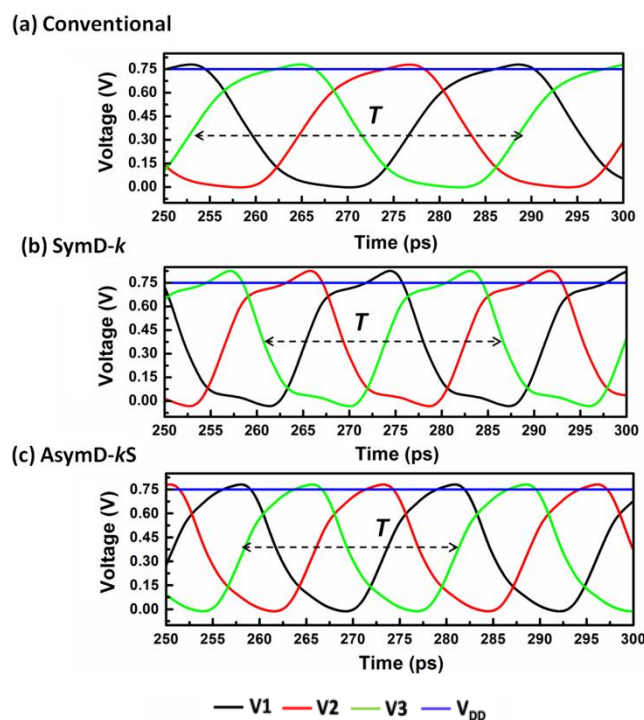 (a) Conventional
Voltage (V)
0.75
0.60
0.45
0.30
0.15
0.00
T
250 255 260 265 270 275 280 285 290 295 300
Time (ps)
(b) SymD-k
Voltage (V)
0.75
0.60
0.45
0.30
0.15
0.00
T
250 255 260 265 270 275 280 285 290 295 300
Time (ps)
(c) AsymD-kS
Voltage (V)
0.75
0.60
0.45
0.30
0.15
0.00
T
250 255 260 265 270 275 280 285 290 295 300
Time (ps)
V1 V2 V3 VDD